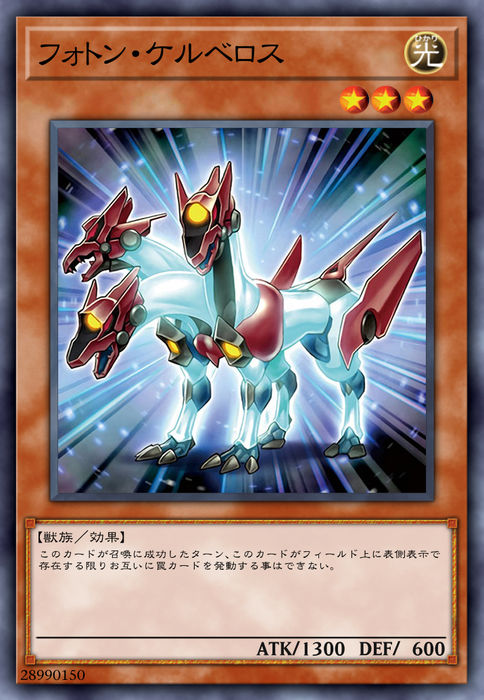 フォトン・ケルベロス
ひかり
光
【獣族／効果】
このカードが召喚に成功したターン、このカードがフィールド上に表側表示で
存在する限りお互いに罠カードを発動する事はできない。
ATK/1300 DEF/ 600
28990150